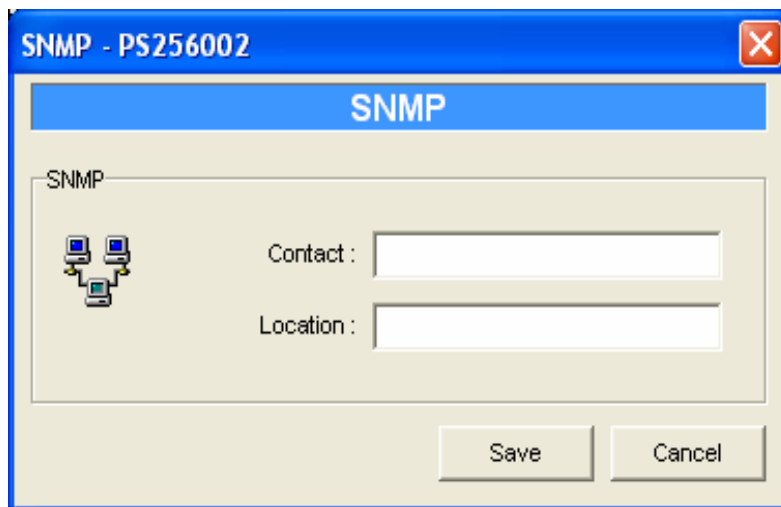 SNMP - PS256002
SNMP
SNMP
Contact :
Location :
Save Cancel